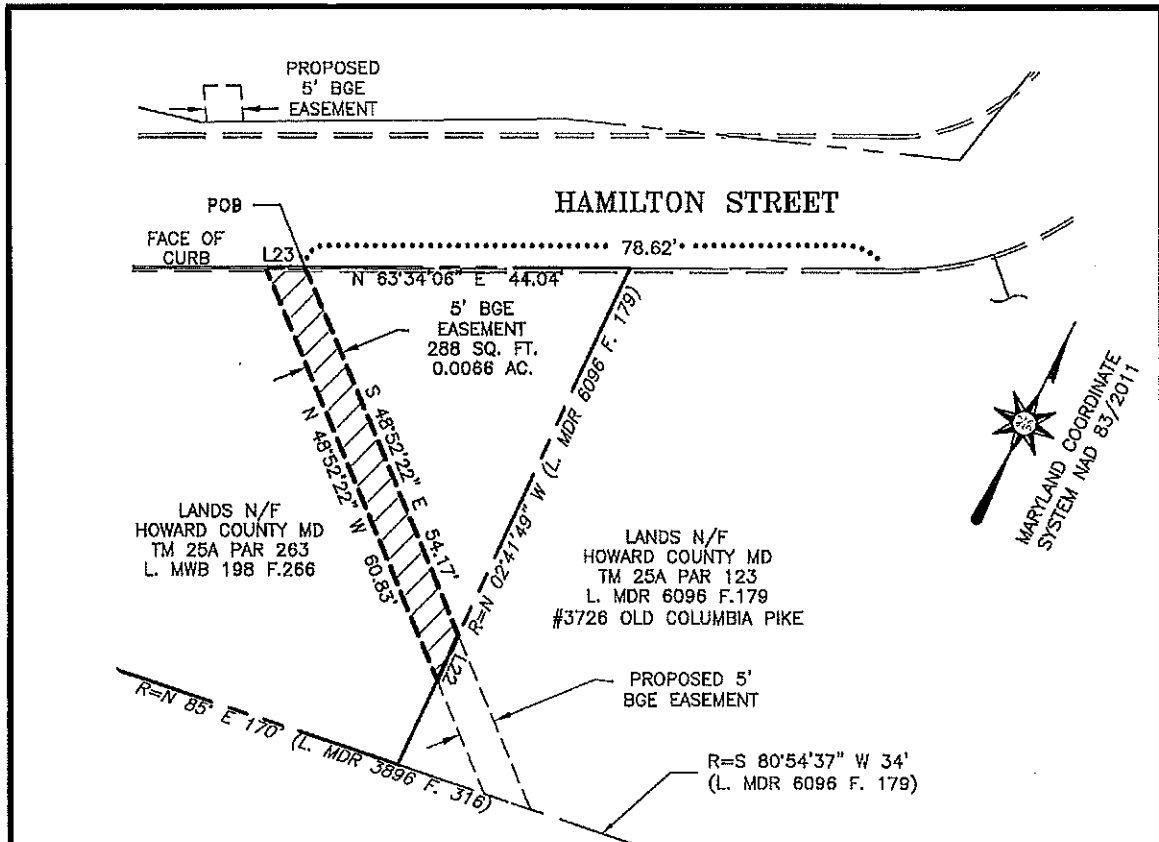 PROPOSED
5' BGE
EASEMENT
HAMILTON STREET
POB
FACE OF
CURB
L23
78.62'
N 63°34'06" E 44.04'
5' BGE
EASEMENT
288 SQ. FT.
0.0066 AC.
S 48°52'22" E 54.17'
N 48°52'22" W 60.83'
R=N 02°41'49" W (L. MDR 6096 F. 179)
MARYLAND COORDINATE
SYSTEM NAD 83/2011
LANDS N/F
HOWARD COUNTY MD
TM 25A PAR 263
L. MWB 198 F.266
LANDS N/F
HOWARD COUNTY MD
TM 25A PAR 123
L. MDR 6096 F.179
#3726 OLD COLUMBIA PIKE
L22
PROPOSED 5'
BGE EASEMENT
R=N 85° E 170' (L. MDR 3896 F. 316)
R=S 80°54'37" W 34'
(L. MDR 6096 F. 179)